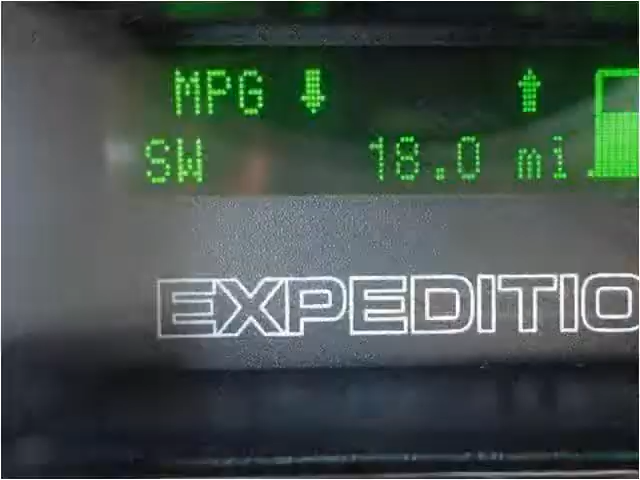 MPG ⬇ ⬆
SW 18.0 mi.
EXPEDITIO